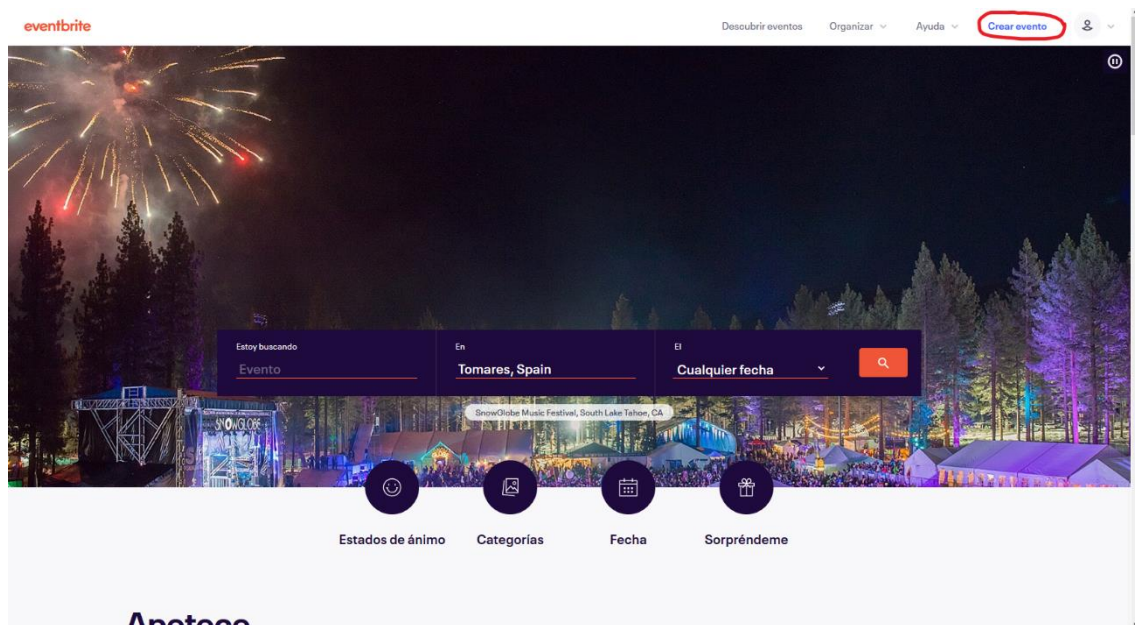 eventbrite
Descubrir eventos Organizar Ayuda Crear evento
Estoy buscando
Evento
En
Tomares, Spain
El
Cualquier fecha
SnowGlobe Music Festival, South Lake Tahoe, CA
SNOWGLOBE
Estados de ánimo Categorías Fecha Sorpréndeme